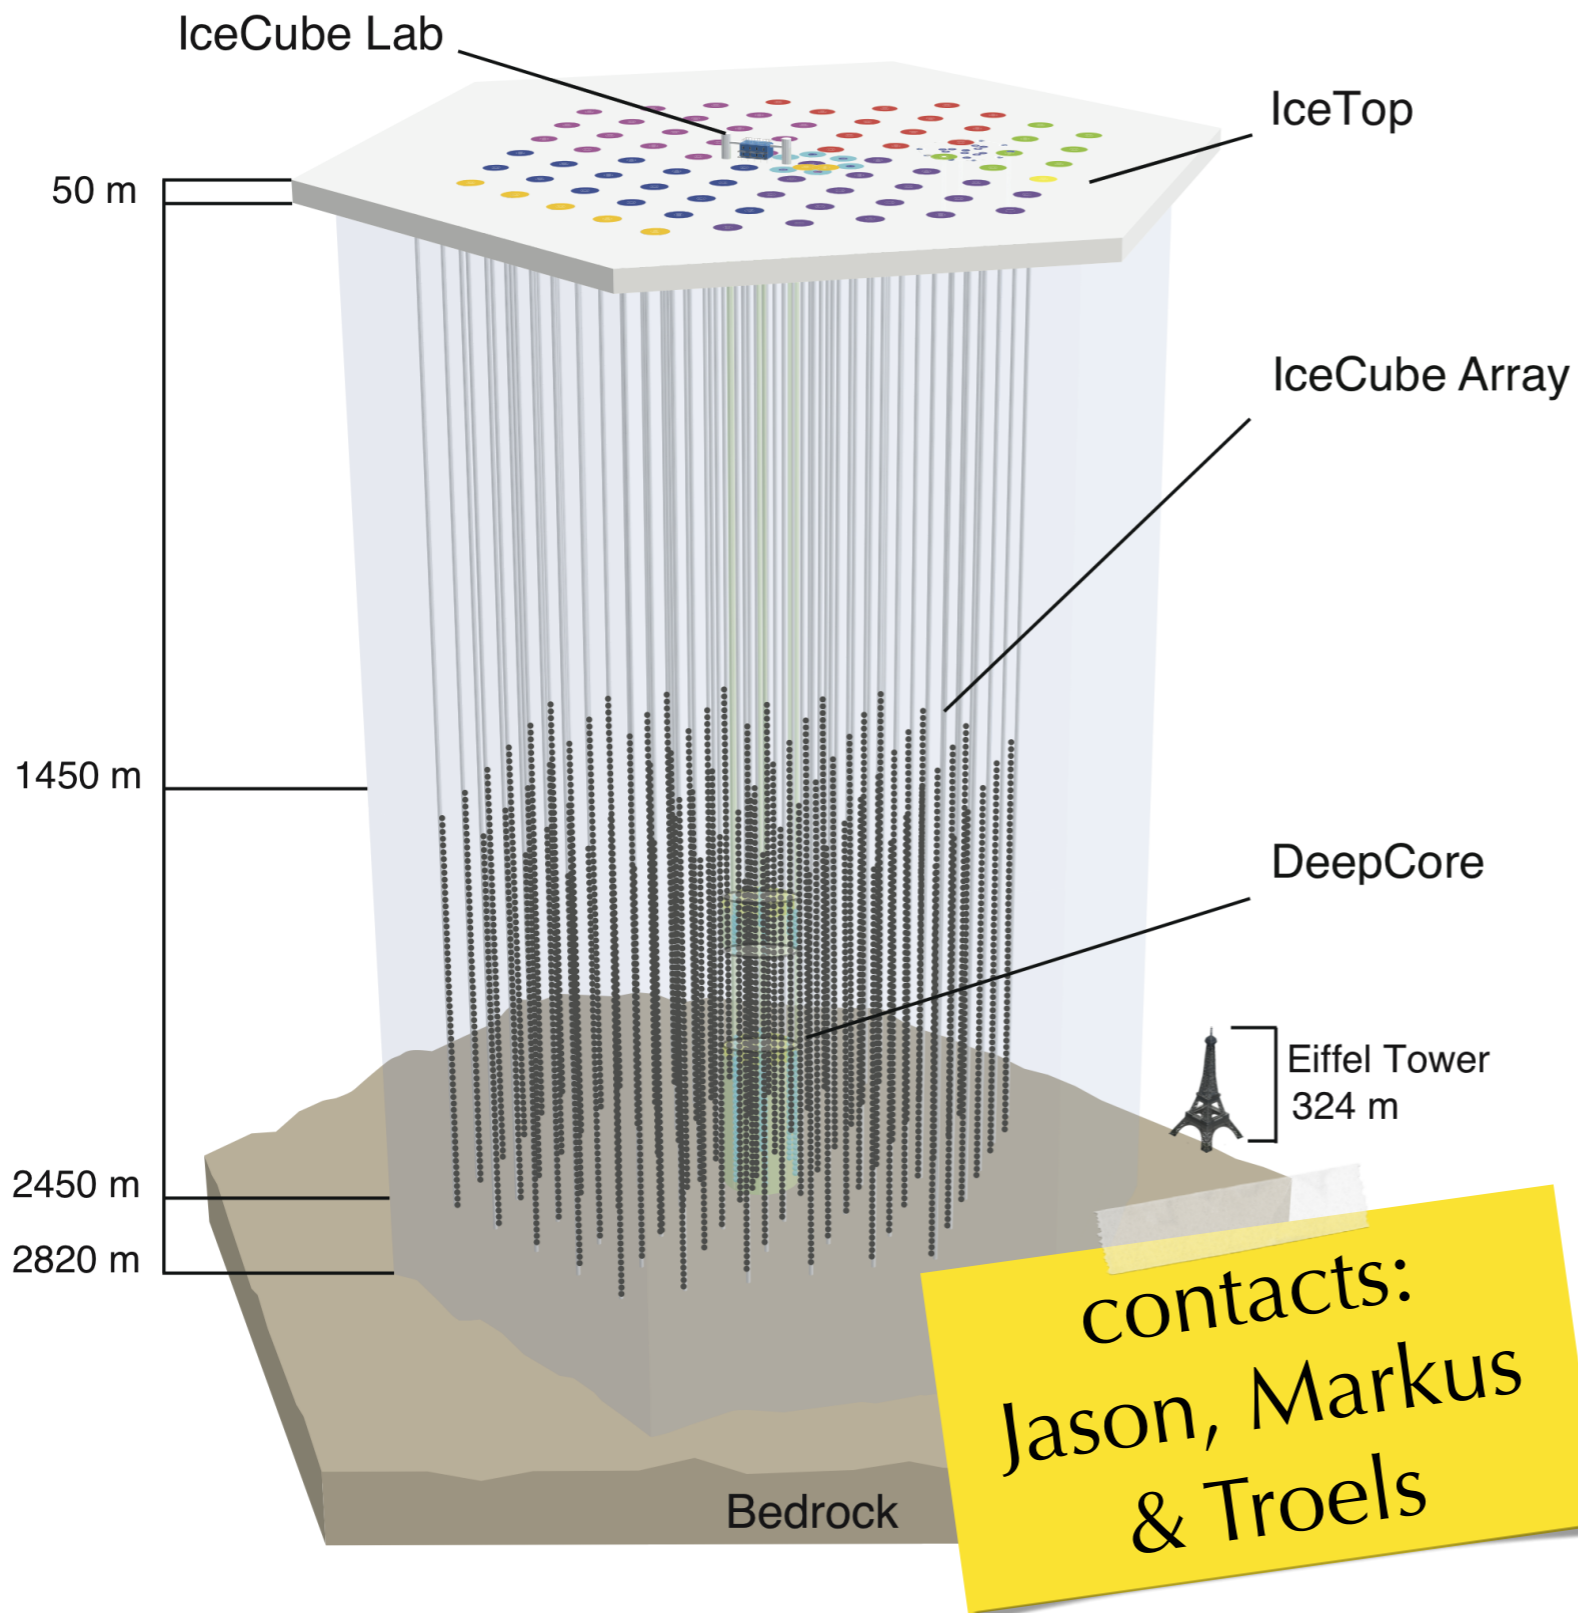 IceCube Lab
IceTop
50 m
IceCube Array
1450 m
DeepCore
Eiffel Tower
324 m
2450 m
2820 m
contacts:
Jason, Markus
& Troels
Bedrock